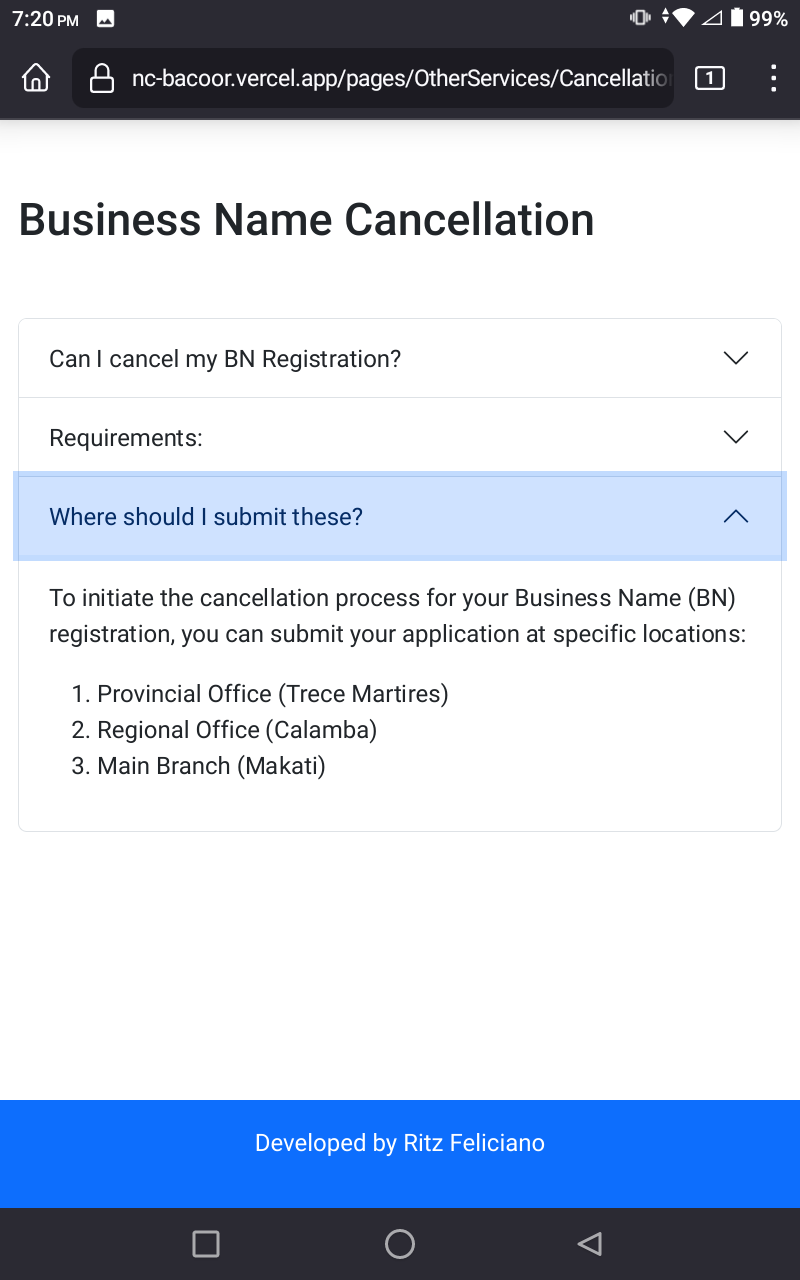 7:20 PM
99%
nc-bacoor.vercel.app/pages/OtherServices/Cancellatio
1
Business Name Cancellation
Can I cancel my BN Registration?
Requirements:
Where should I submit these?
To initiate the cancellation process for your Business Name (BN)
registration, you can submit your application at specific locations:
1. Provincial Office (Trece Martires)
2. Regional Office (Calamba)
3. Main Branch (Makati)
Developed by Ritz Feliciano